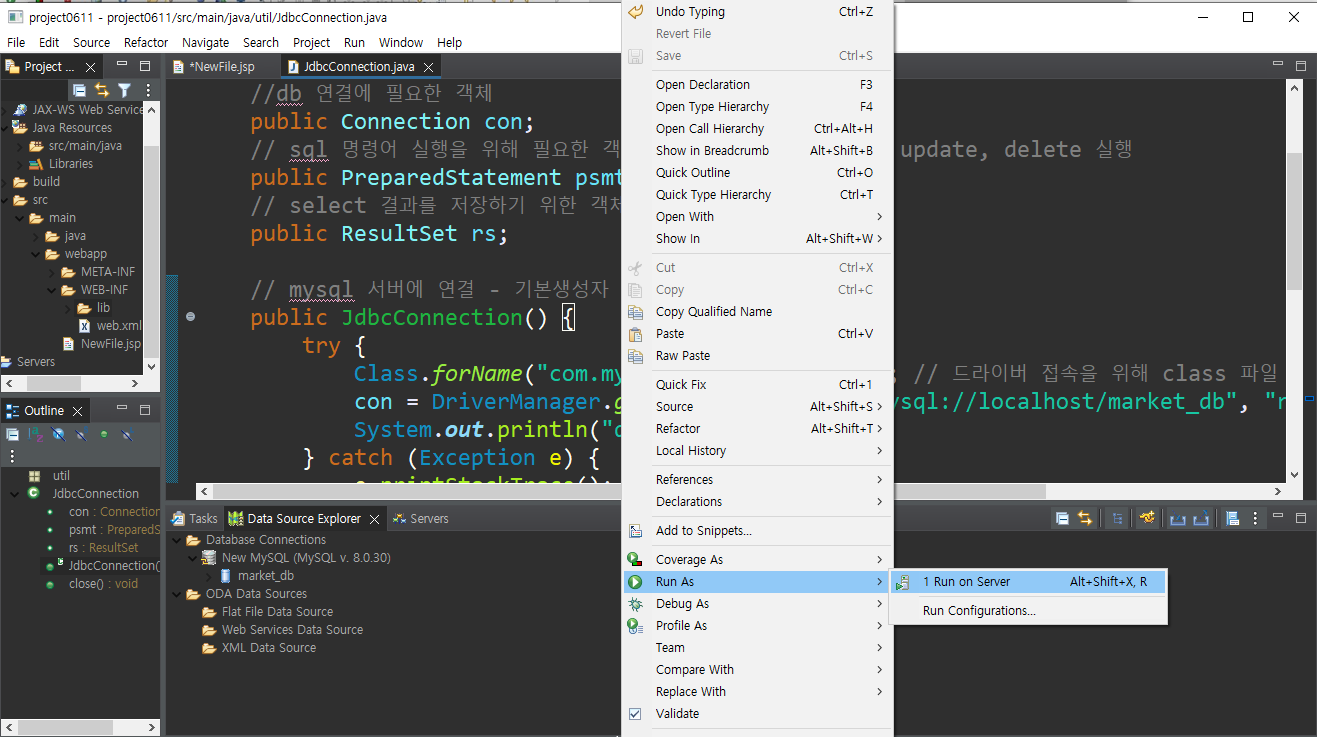 project0611 - project0611/src/main/java/util/JdbcConnection.java
File Edit Source Refactor Navigate Search Project Run Window Help
Project ...
*NewFile.jsp
JdbcConnection.java
JAX-WS Web Service
Java Resources
src/main/java
Libraries
build
src
main
java
webapp
META-INF
WEB-INF
lib
web.xml
NewFile.jsp
Servers
//db 연결에 필요한 객체
public Connection con;
// sql 명령어 실행을 위해 필요한 객 update, delete 실행
public PreparedStatement psmt
// select 결과를 저장하기 위한 객체
public ResultSet rs;
// mysql 서버에 연결 - 기본생성자
public JdbcConnection() {
try {
Class.forName("com.my ; // 드라이버 접속을 위해 class 파일
con = DriverManager.g ysql://localhost/market_db", "r
System.out.println("d
} catch (Exception e) {
e.printStackTrace();
Outline
util
JdbcConnection
con : Connection
psmt : PreparedS
rs : ResultSet
JdbcConnection(
close() : void
Tasks
Data Source Explorer
Servers
Database Connections
New MySQL (MySQL v. 8.0.30)
market_db
ODA Data Sources
Flat File Data Source
Web Services Data Source
XML Data Source
Undo Typing Ctrl+Z
Revert File
Save Ctrl+S
Open Declaration F3
Open Type Hierarchy F4
Open Call Hierarchy Ctrl+Alt+H
Show in Breadcrumb Alt+Shift+B
Quick Outline Ctrl+O
Quick Type Hierarchy Ctrl+T
Open With
Show In Alt+Shift+W
Cut Ctrl+X
Copy Ctrl+C
Copy Qualified Name
Paste Ctrl+V
Raw Paste
Quick Fix Ctrl+1
Source Alt+Shift+S
Refactor Alt+Shift+T
Local History
References
Declarations
Add to Snippets...
Coverage As
Run As
Debug As
Profile As
Team
Compare With
Replace With
Validate
1 Run on Server Alt+Shift+X, R
Run Configurations...